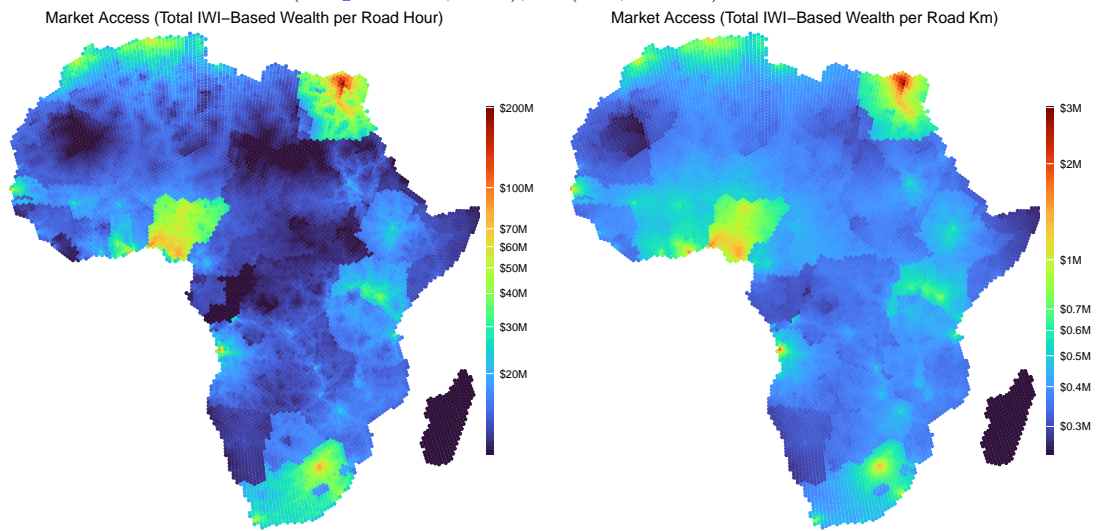 Market Access (Total IWI−Based Wealth per Road Hour)
$200M
$100M
$70M
$60M
$50M
$40M
$30M
$20M
Market Access (Total IWI−Based Wealth per Road Km)
$3M
$2M
$1M
$0.7M
$0.6M
$0.5M
$0.4M
$0.3M